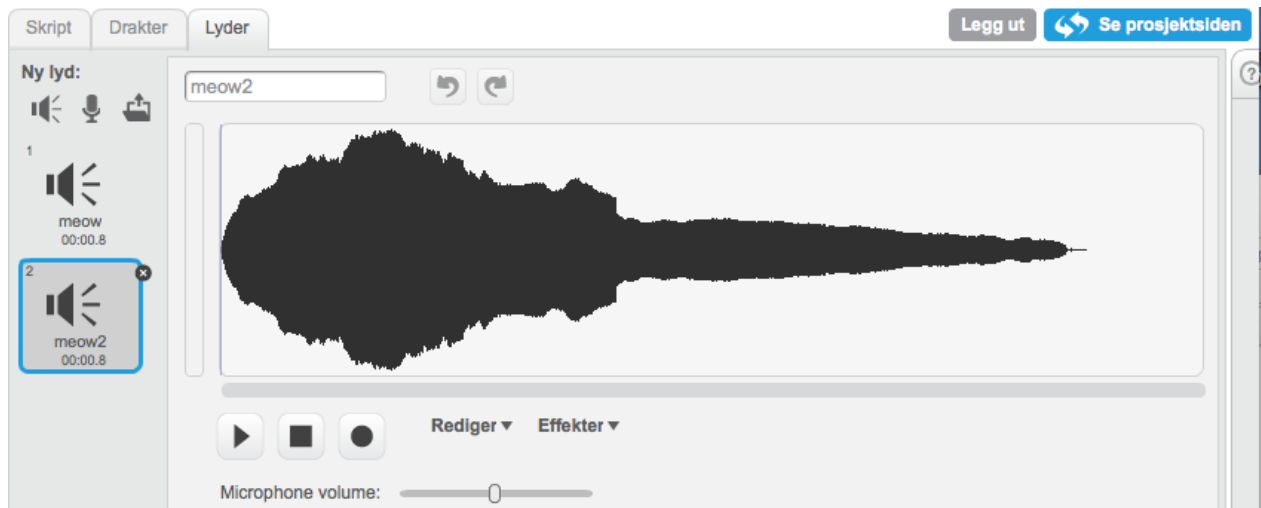 Skript Drakter Lyder Legg ut Se prosjektsiden
Ny lyd:
meow2
?
1
meow
00:00.8
2
meow2
00:00.8
Rediger Effekter
Microphone volume: